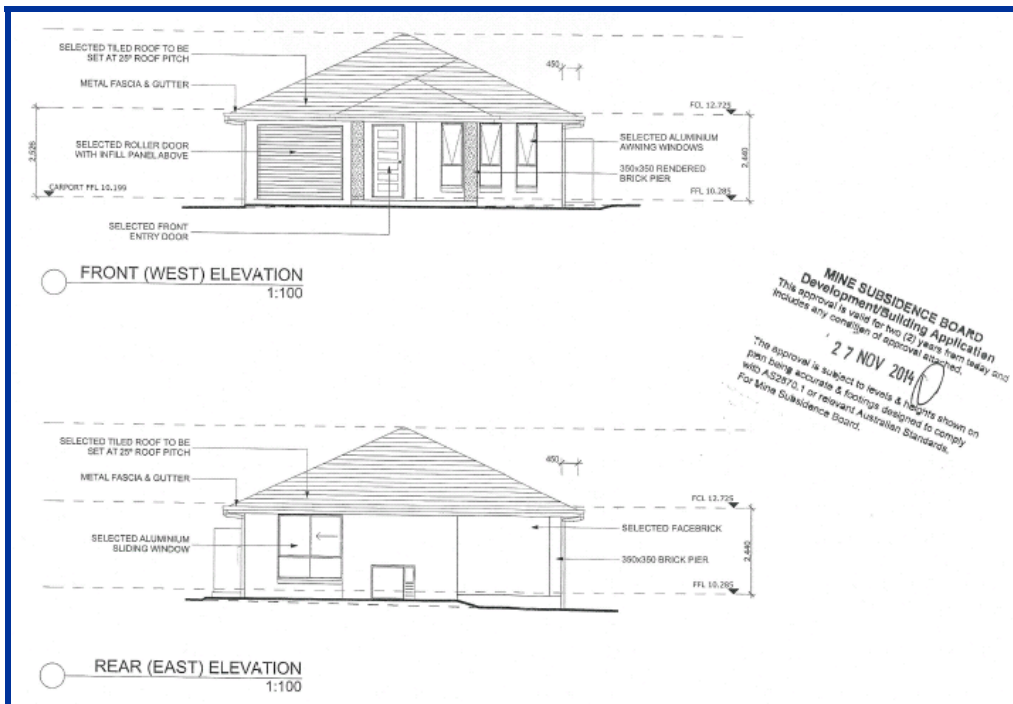 SELECTED TILED ROOF TO BE
SET AT 25º ROOF PITCH
METAL FASCIA & GUTTER
450
FCL 12.725
2,526
SELECTED ROLLER DOOR
WITH INFILL PANEL ABOVE
SELECTED ALUMINIUM
AWNING WINDOWS
2,440
350x350 RENDERED
BRICK PIER
CARPORT FFL 10.199
FFL 10.285
SELECTED FRONT
ENTRY DOOR
FRONT (WEST) ELEVATION
1:100
MINE SUBSIDENCE BOARD
Development/Building Application
This approval is valid for two (2) years from today and
includes any condition of approval attached.
27 NOV 2014
The approval is subject to levels & heights shown on
plan being accurate & footings designed to comply
with AS2870.1 or relevant Australian Standards.
For Mine Subsidence Board.
SELECTED TILED ROOF TO BE
SET AT 25º ROOF PITCH
METAL FASCIA & GUTTER
450
FCL 12.725
SELECTED ALUMINIUM
SLIDING WINDOW
SELECTED FACEBRICK
2,440
350x350 BRICK PIER
FFL 10.285
REAR (EAST) ELEVATION
1:100